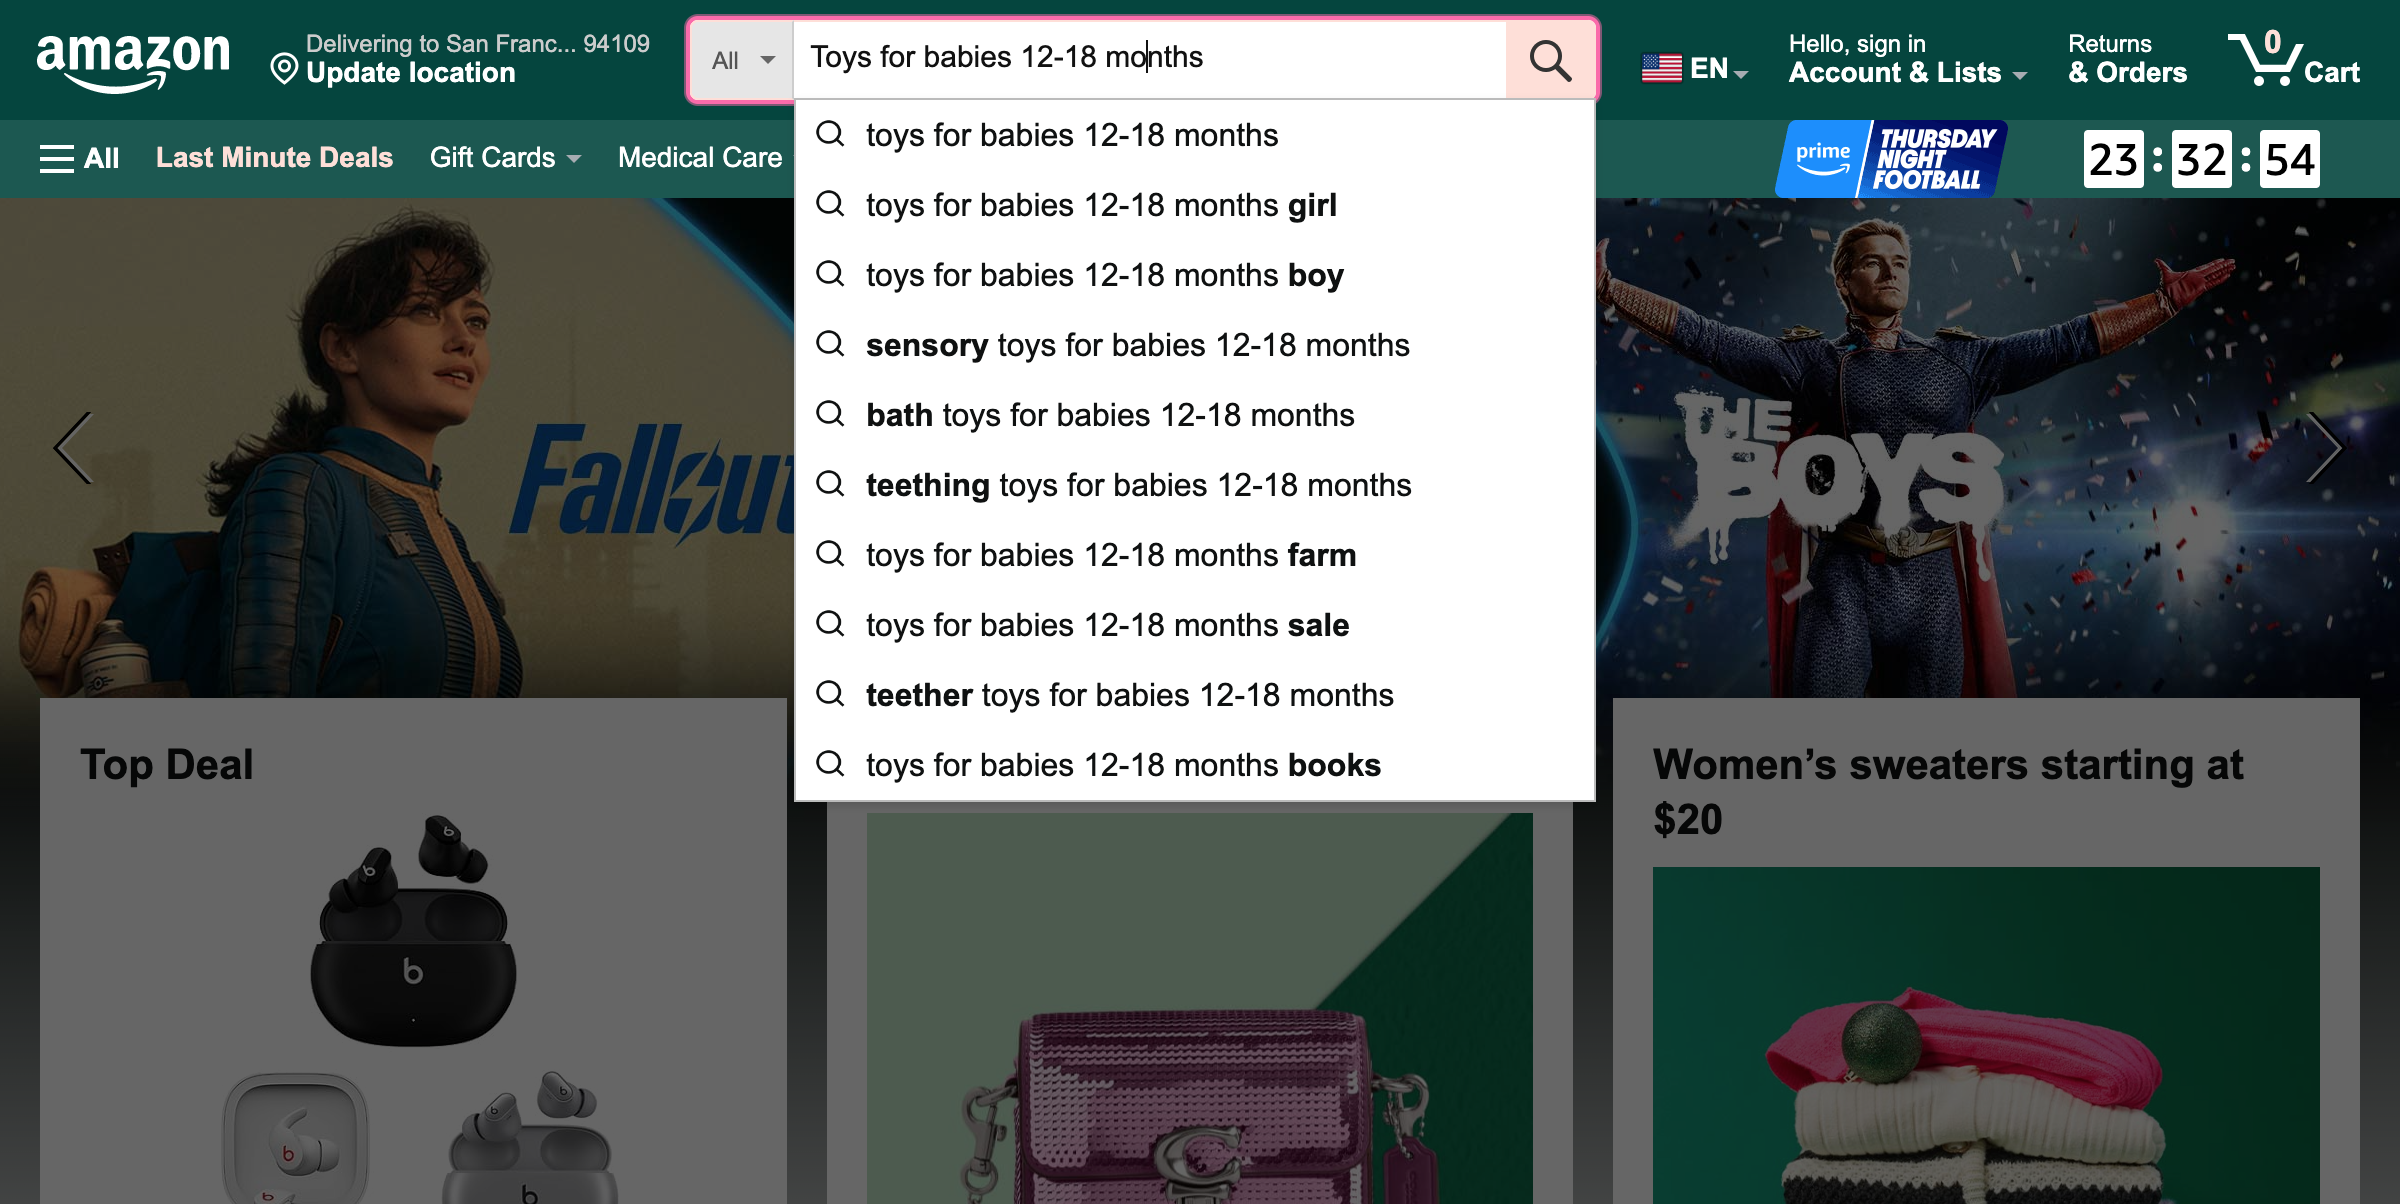 amazon
Delivering to San Franc... 94109
Update location
All
Toys for babies 12-18 months
EN
Hello, sign in
Account & Lists
Returns
& Orders
0
Cart
All
Last Minute Deals
Gift Cards
Medical Care
prime
THURSDAY
NIGHT
FOOTBALL
23 : 32 : 54
toys for babies 12-18 months
toys for babies 12-18 months girl
toys for babies 12-18 months boy
sensory toys for babies 12-18 months
bath toys for babies 12-18 months
teething toys for babies 12-18 months
toys for babies 12-18 months farm
toys for babies 12-18 months sale
teether toys for babies 12-18 months
toys for babies 12-18 months books
Fallout
THE
BOYS
Top Deal
Women’s sweaters starting at
$20
b
b
b
b
b
b
b
b